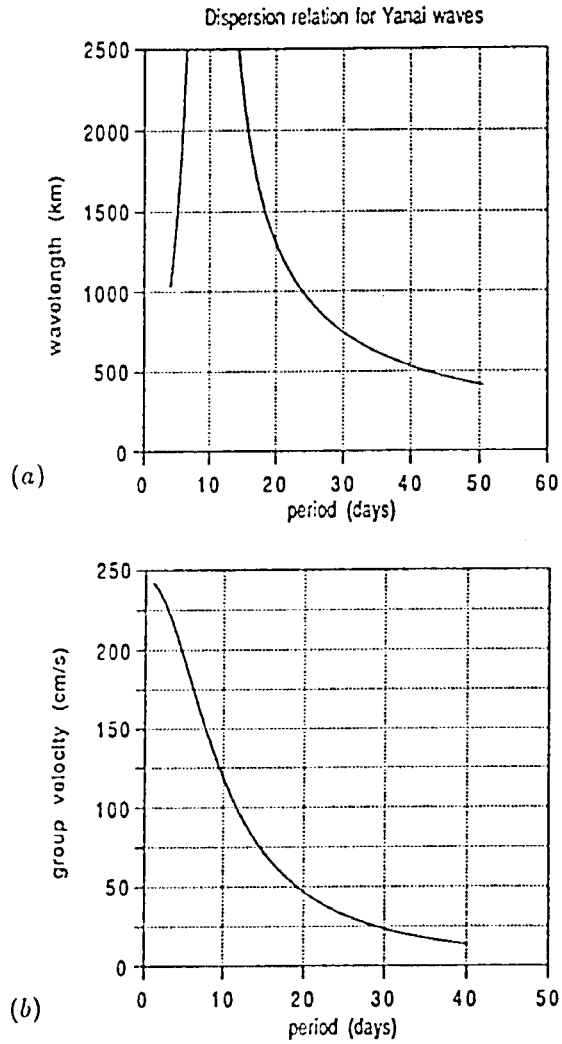 Dispersion relation for Yanai waves
2500
2000
1500
1000
500
0
wavelength (km)
0 10 20 30 40 50 60
period (days)
(a)
250
200
150
100
50
0
group velocity (cm/s)
0 10 20 30 40 50
period (days)
(b)